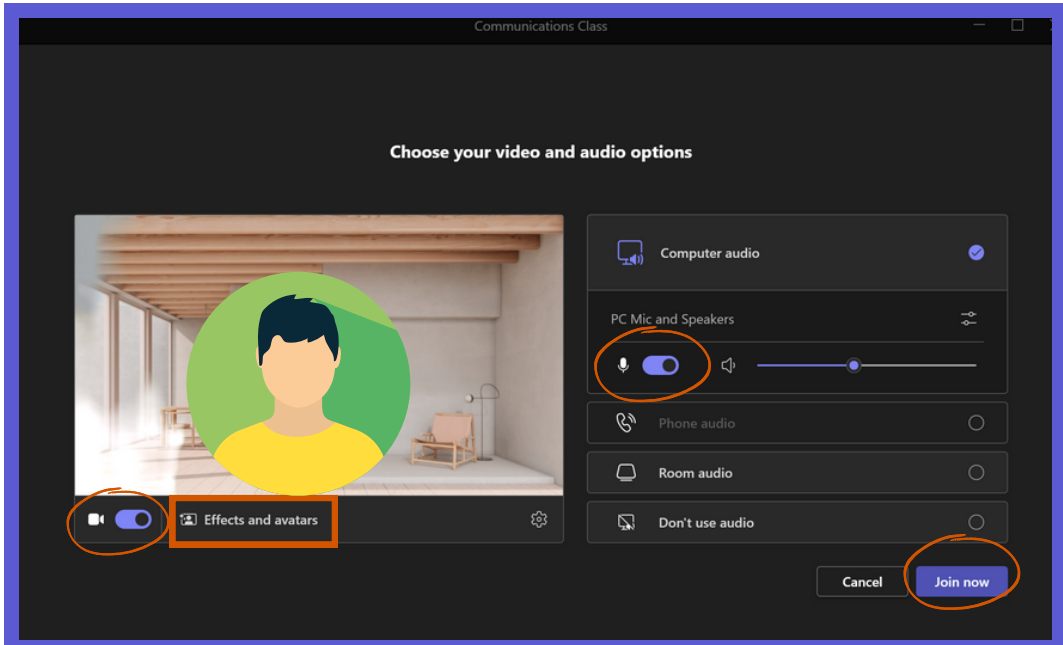 Communications Class
Choose your video and audio options
Computer audio
PC Mic and Speakers
Phone audio
Room audio
Don't use audio
Effects and avatars
Cancel
Join now